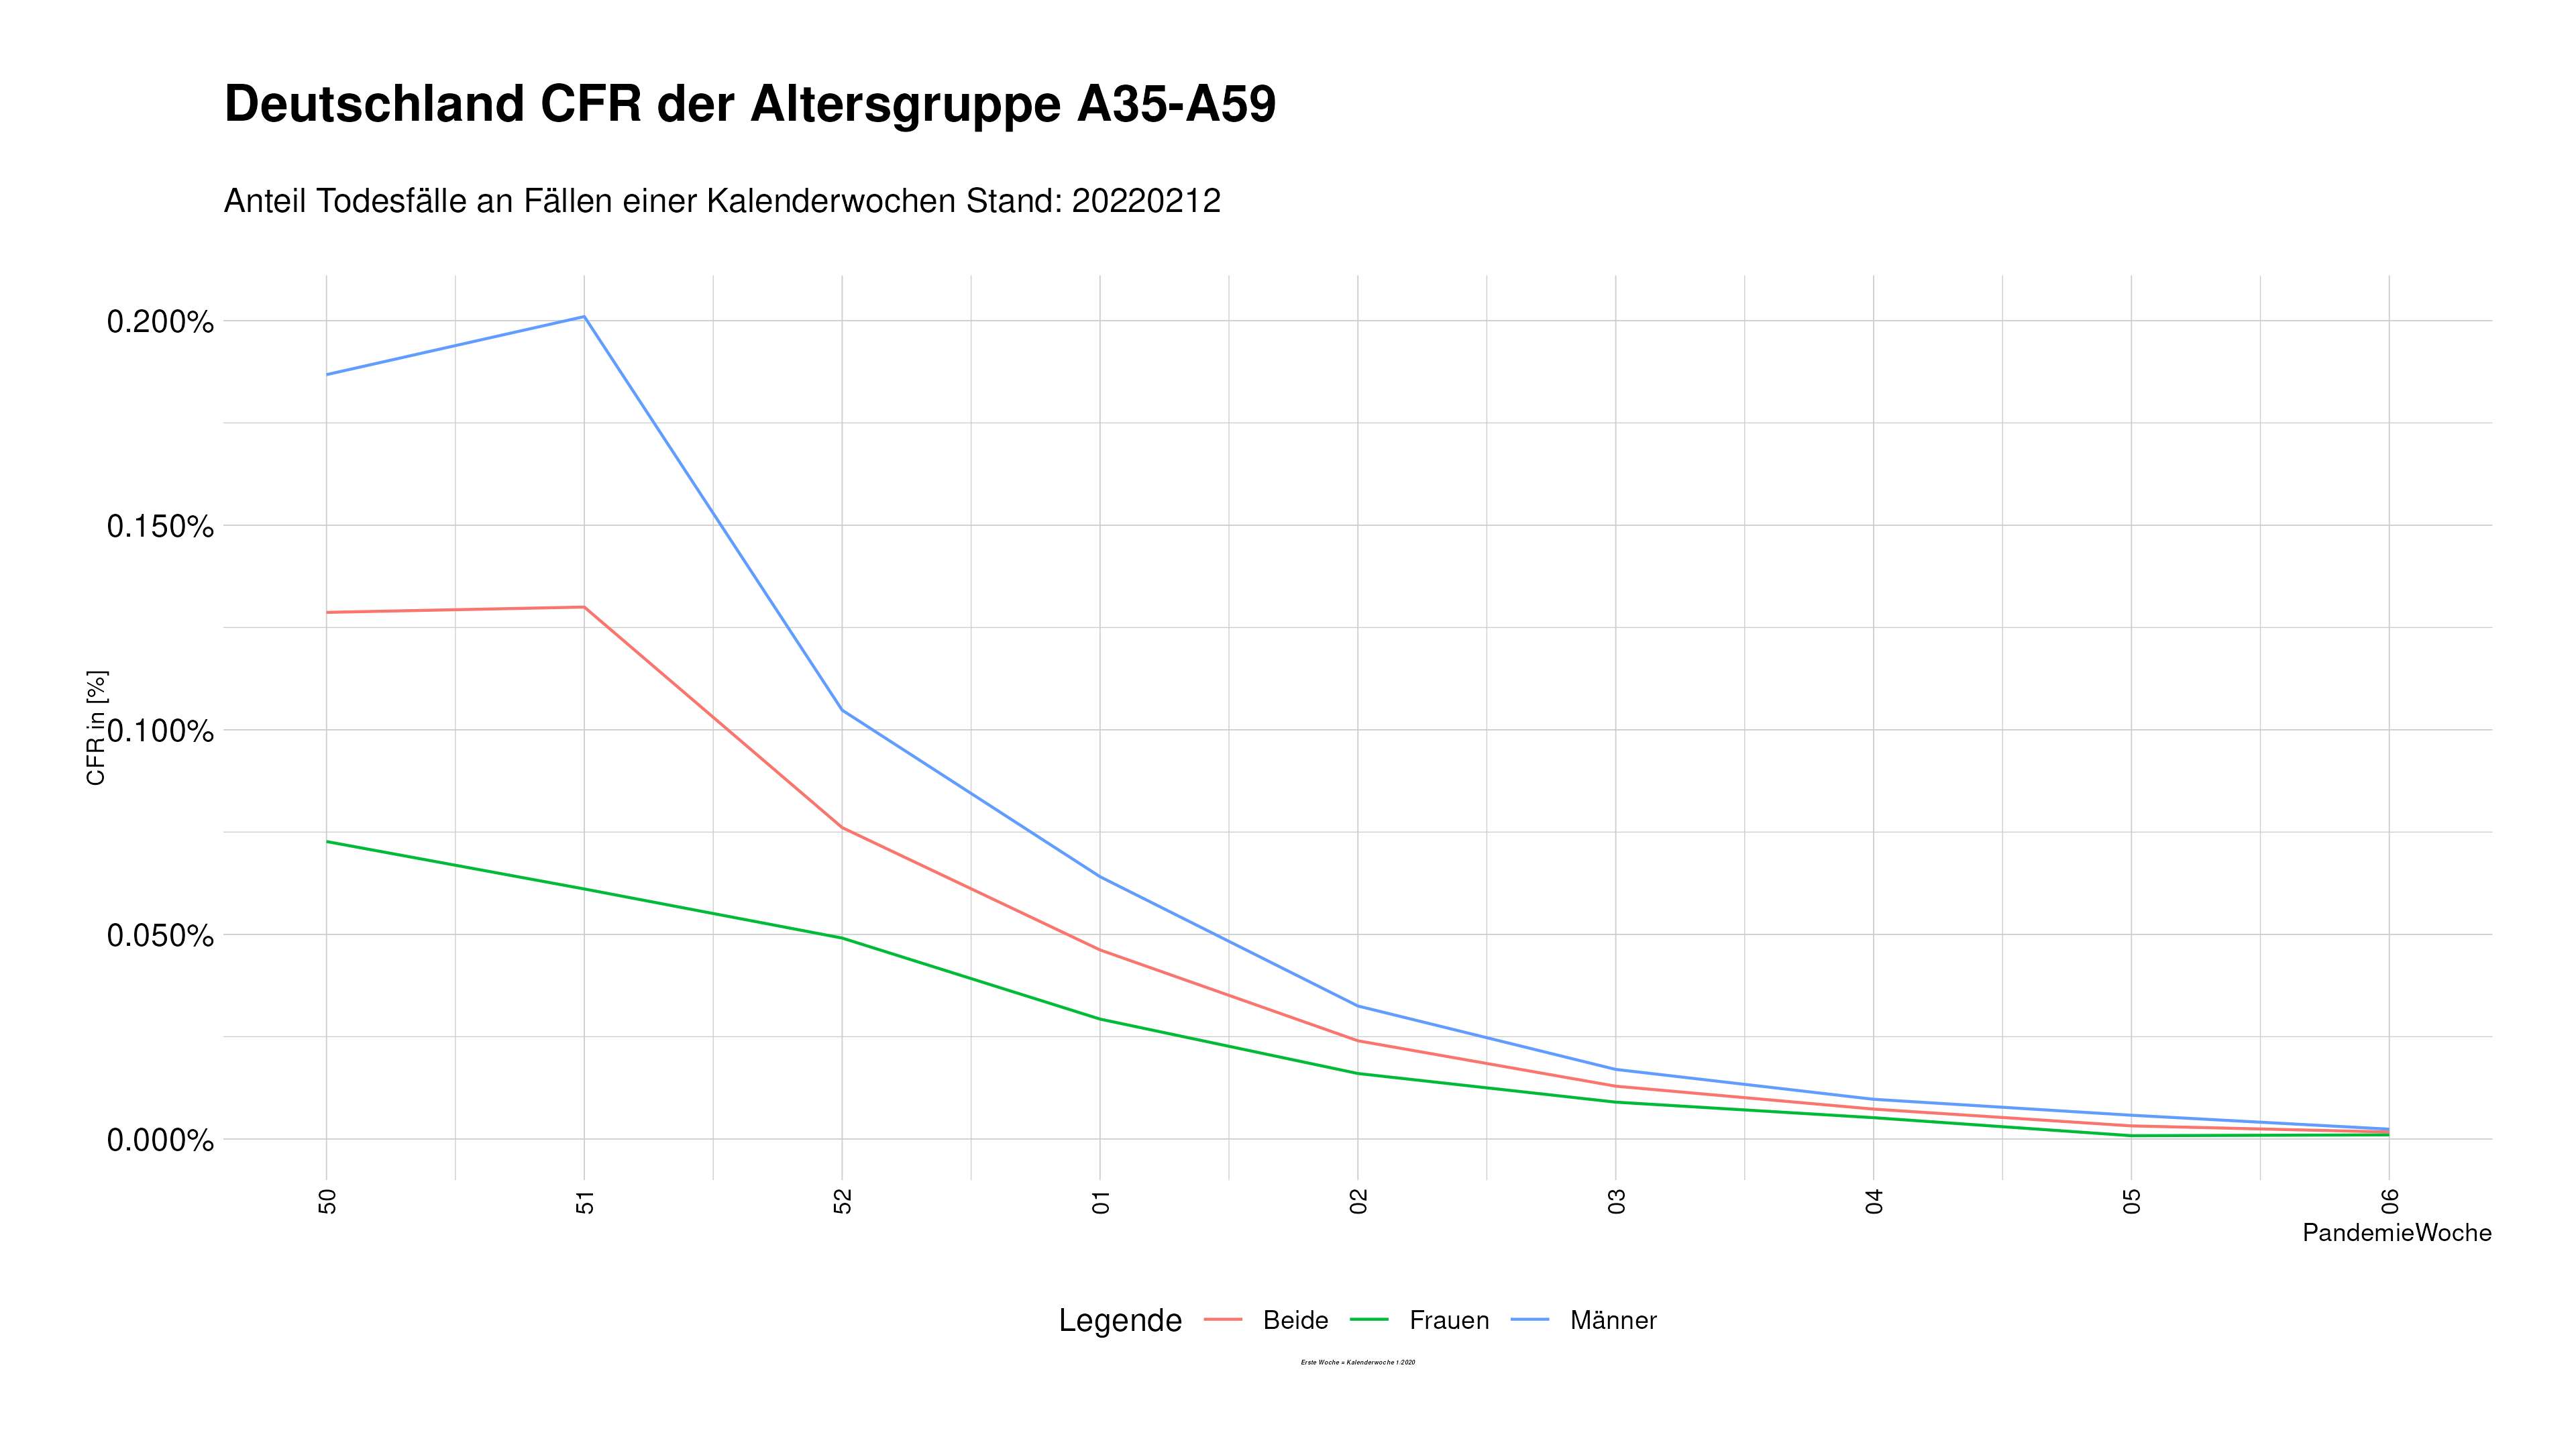 Deutschland CFR der Altersgruppe A35-A59
Anteil Todesfälle an Fällen einer Kalenderwochen Stand: 20220212
CFR in [%]
0.200%
0.150%
0.100%
0.050%
0.000%
50 51 52 01 02 03 04 05 06
PandemieWoche
Legende Beide Frauen Männer
Erste Woche = Kalenderwoche 1/2020